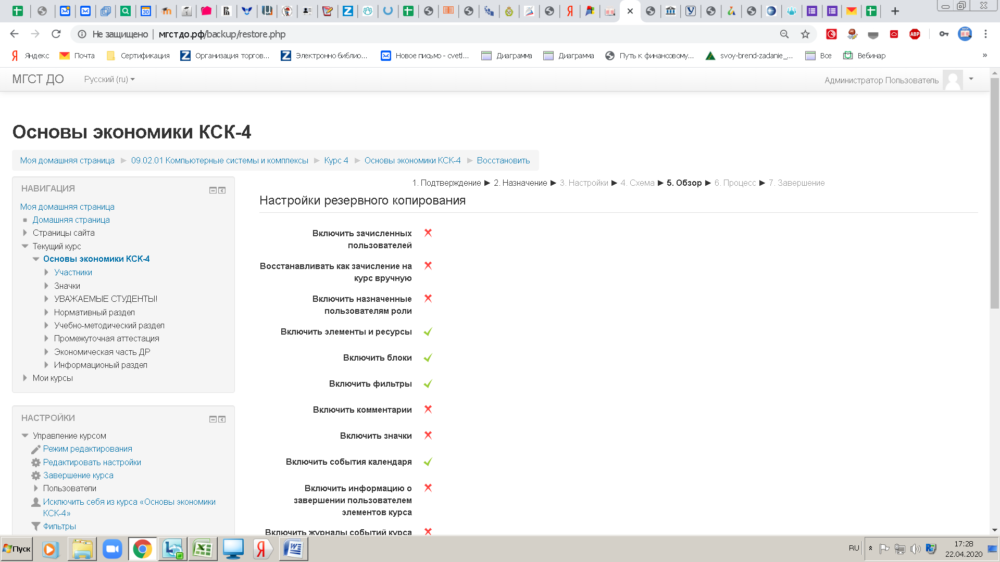 Не защищено | мгстдо.рф/backup/restore.php
Яндекс
Почта
Сертификация
Организация торгов...
Электронно библио...
Новое письмо - cvetl...
Диаграмма
Диаграмма
Путь к финансовому...
svoy-brend-zadanie_...
Все
Вебинар
»
МГСТ ДО
Русский (ru)
Администратор Пользователь
Основы экономики КСК-4
Моя домашняя страница ► 09.02.01 Компьютерные системы и комплексы ► Курс 4 ► Основы экономики КСК-4 ► Восстановить
НАВИГАЦИЯ
Моя домашняя страница
Домашняя страница
Страницы сайта
Текущий курс
Основы экономики КСК-4
Участники
Значки
УВАЖАЕМЫЕ СТУДЕНТЫ!
Нормативный раздел
Учебно-методический раздел
Промежуточная аттестация
Экономическая часть ДР
Информационый раздел
Мои курсы
НАСТРОЙКИ
Управление курсом
Режим редактирования
Редактировать настройки
Завершение курса
Пользователи
Исключить себя из курса «Основы экономики
КСК-4»
Фильтры
1. Подтверждение ► 2. Назначение ► 3. Настройки ► 4. Схема ► 5. Обзор ► 6. Процесс ► 7. Завершение
Настройки резервного копирования
Включить зачисленных
пользователей
Восстанавливать как зачисление на
курс вручную
Включить назначенные
пользователям роли
Включить элементы и ресурсы
Включить блоки
Включить фильтры
Включить комментарии
Включить значки
Включить события календаря
Включить информацию о
завершении пользователем
элементов курса
Включить журналы событий курса
Пуск
RU
17:28
22.04.2020